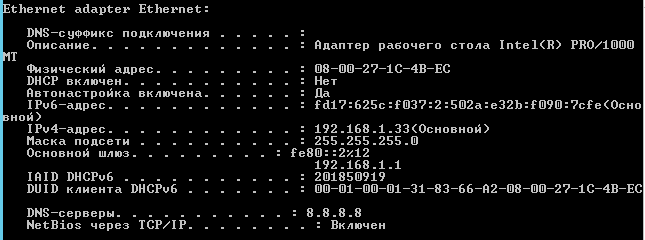 Ethernet adapter Ethernet:
DNS-суффикс подключения . . . . . :
Описание. . . . . . . . . . . . . : Адаптер рабочего стола Intel(R) PRO/1000
MT
Физический адрес. . . . . . . . . : 08-00-27-1C-4B-EC
DHCP включен. . . . . . . . . . . : Нет
Автонастройка включена. . . . . . : Да
IPv6-адрес. . . . . . . . . . . . : fd17:625c:f037:2:502a:e32b:f090:7cfe(Осно
вной)
IPv4-адрес. . . . . . . . . . . . : 192.168.1.33(Основной)
Маска подсети . . . . . . . . . . : 255.255.255.0
Основной шлюз. . . . . . . . . : fe80::2%12
192.168.1.1
IAID DHCPv6 . . . . . . . . . . . : 201850919
DUID клиента DHCPv6 . . . . . . . : 00-01-00-01-31-83-66-A2-08-00-27-1C-4B-EC
DNS-серверы. . . . . . . . . . . : 8.8.8.8
NetBios через TCP/IP. . . . . . . . : Включен